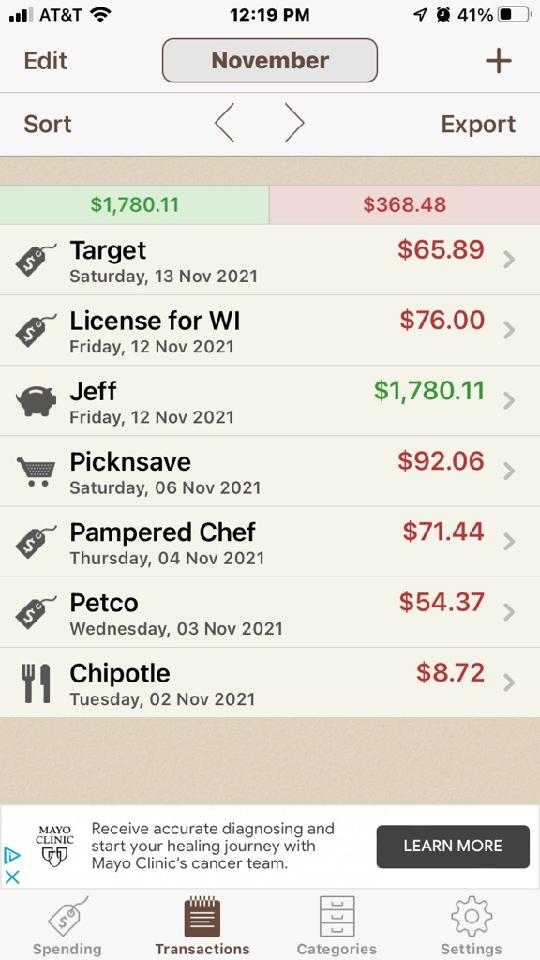 AT&T 12:19 PM 41%
Edit November +
Sort Export
$1,780.11 $368.48
Target $65.89
Saturday, 13 Nov 2021
License for WI $76.00
Friday, 12 Nov 2021
Jeff $1,780.11
Friday, 12 Nov 2021
Picknsave $92.06
Saturday, 06 Nov 2021
Pampered Chef $71.44
Thursday, 04 Nov 2021
Petco $54.37
Wednesday, 03 Nov 2021
Chipotle $8.72
Tuesday, 02 Nov 2021
MAYO
CLINIC
Receive accurate diagnosing and
start your healing journey with
Mayo Clinic's cancer team.
LEARN MORE
Spending Transactions Categories Settings